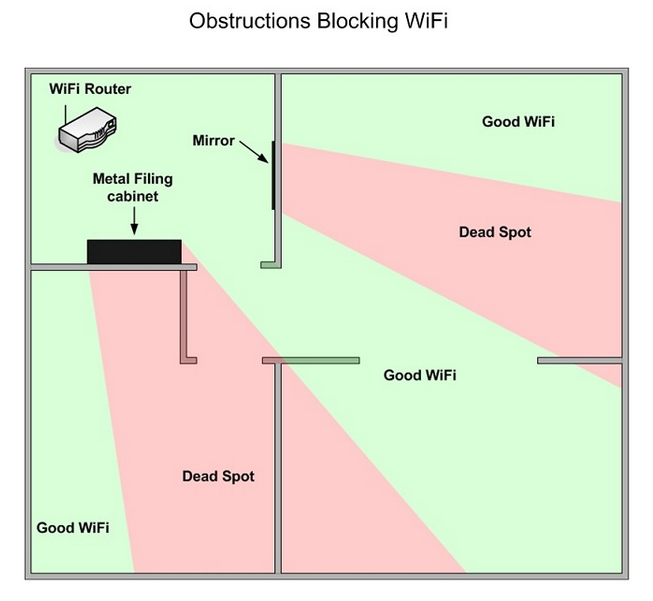 Obstructions Blocking WiFi
WiFi Router
Good WiFi
Mirror
Metal Filing
cabinet
Dead Spot
Good WiFi
Dead Spot
Good WiFi